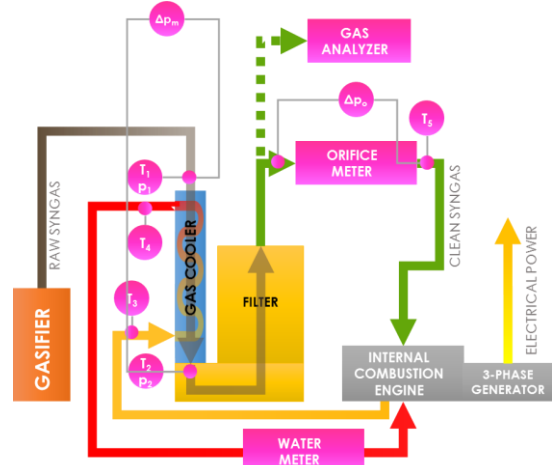 Δpm
GAS
ANALYZER
Δpo
T5
ORIFICE
METER
T1
p1
T4
T3
T2
p2
RAW SYNGAS
GAS COOLER
FILTER
CLEAN SYNGAS
ELECTRICAL POWER
GASIFIER
INTERNAL
COMBUSTION
ENGINE
3-PHASE
GENERATOR
WATER
METER